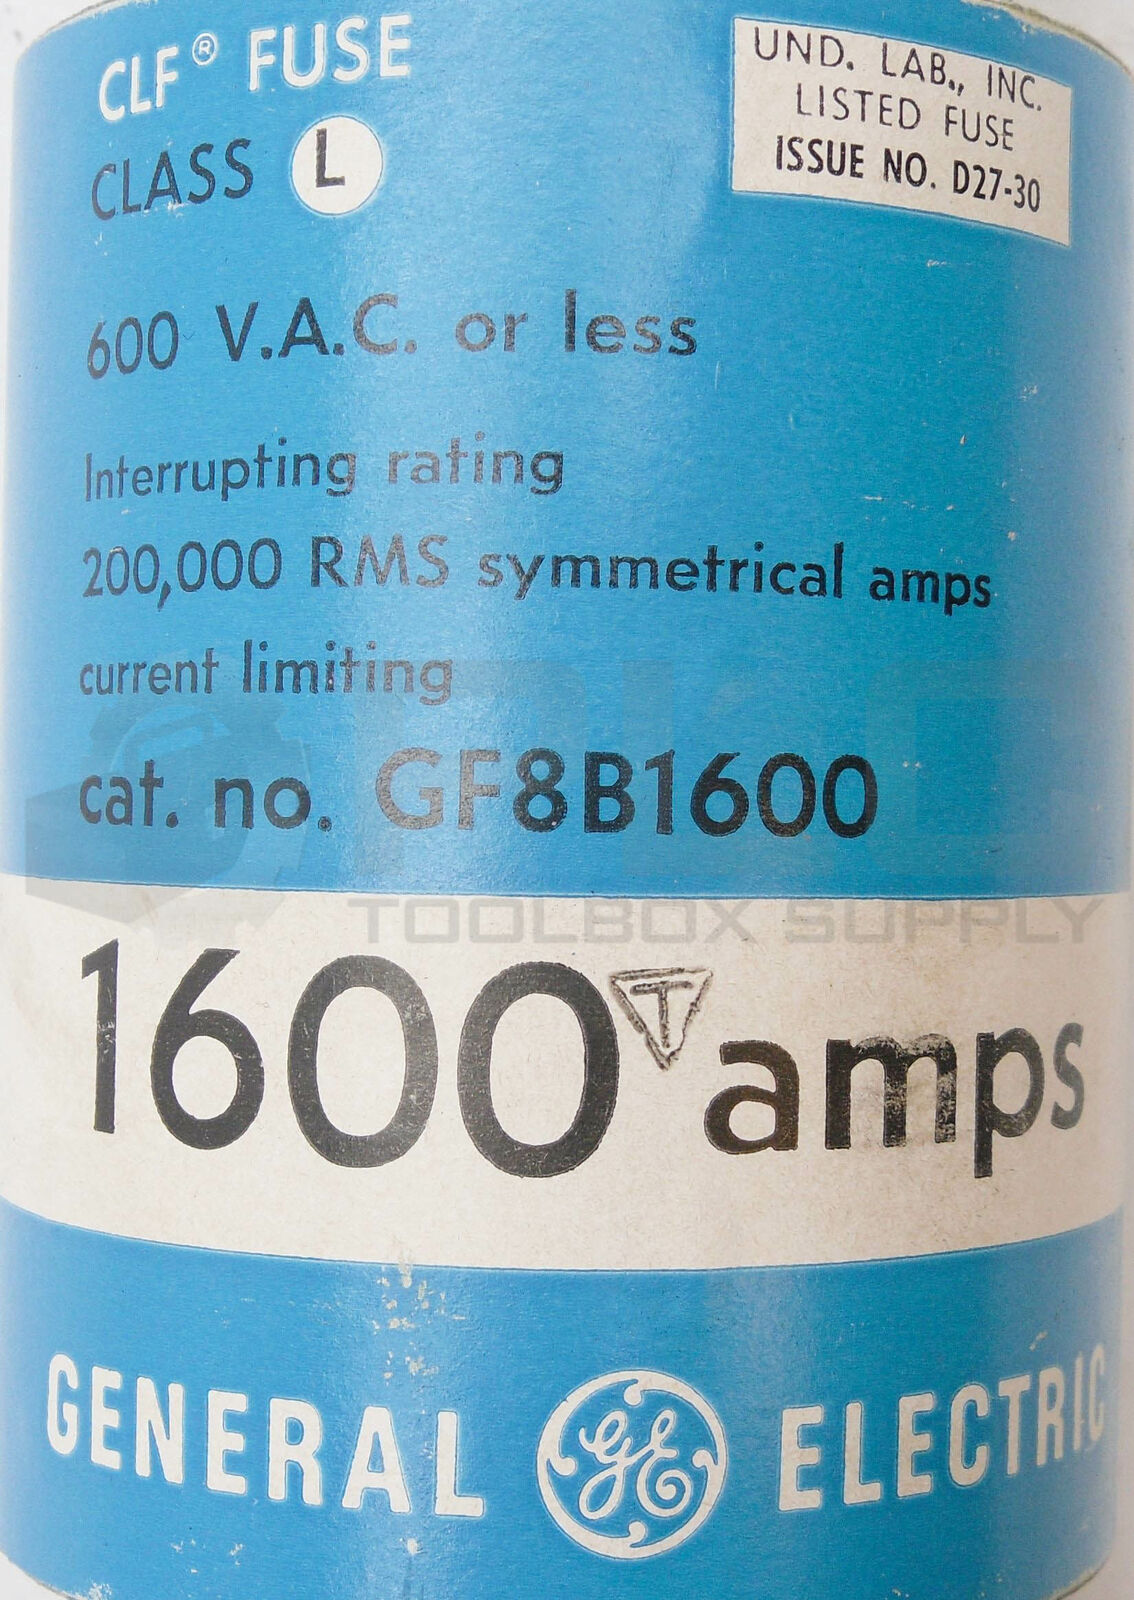 CLF® FUSE
CLASS L
UND. LAB., INC.
LISTED FUSE
ISSUE NO. D27-30
600 V.A.C. or less
Interrupting rating
200,000 RMS symmetrical amps
current limiting
cat. no. GF8B1600
TOOLBOX SUPPLY
1600 T amps
GENERAL GE ELECTRIC